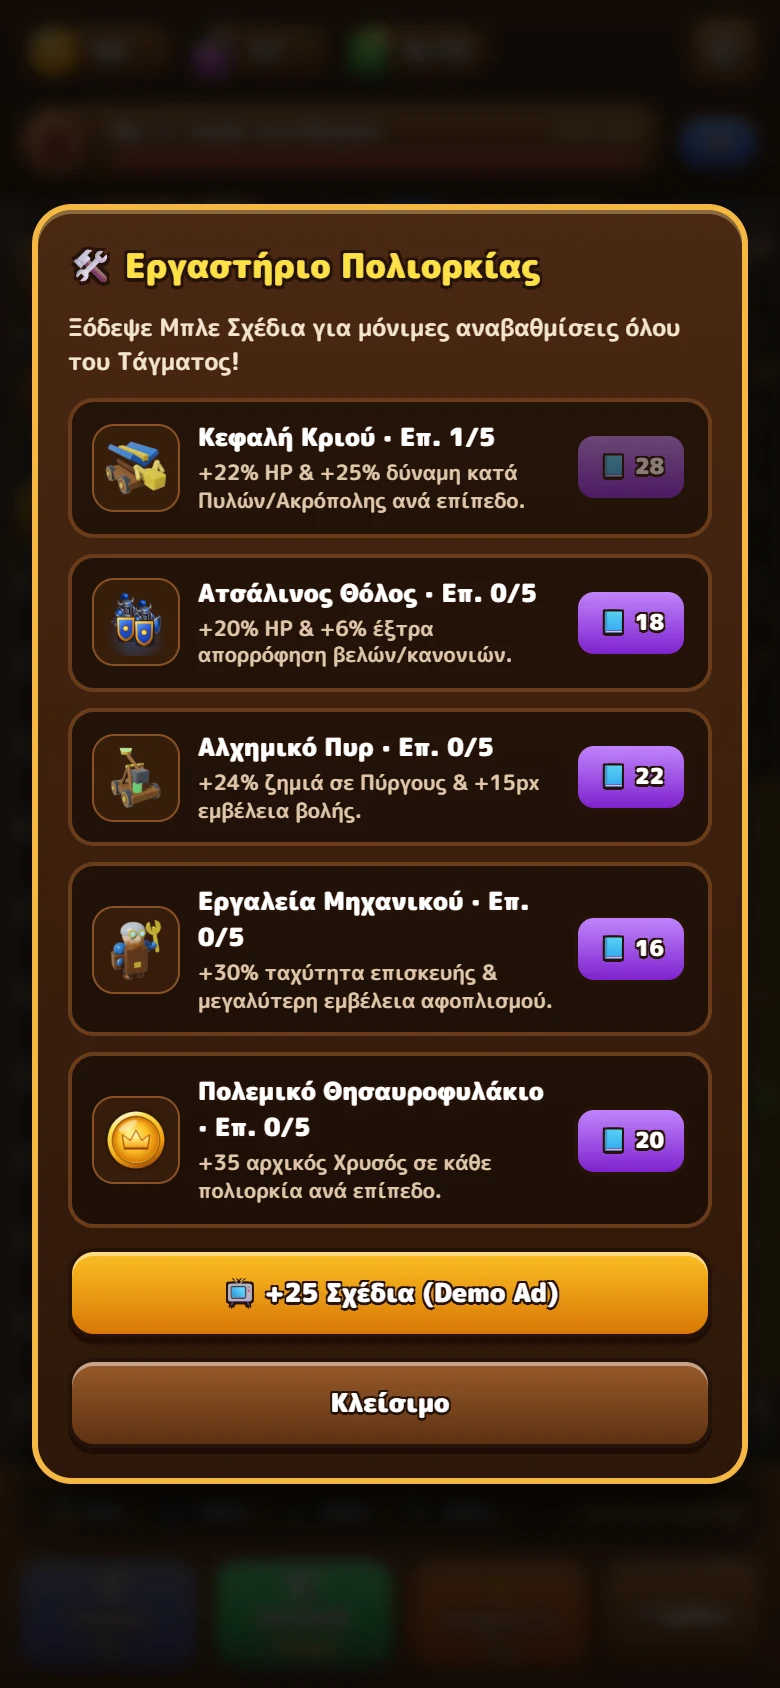 Εργαστήριο Πολιορκίας
Ξόδεψε Μπλε Σχέδια για μόνιμες αναβαθμίσεις όλου
του Τάγματος!
Κεφαλή Κριού · Επ. 1/5
+22% HP & +25% δύναμη κατά
Πυλών/Ακρόπολης ανά επίπεδο.
28
Ατσάλινος Θόλος · Επ. 0/5
+20% HP & +6% έξτρα
απορρόφηση βελών/κανονιών.
18
Αλχημικό Πυρ · Επ. 0/5
+24% ζημιά σε Πύργους & +15px
εμβέλεια βολής.
22
Εργαλεία Μηχανικού · Επ.
0/5
+30% ταχύτητα επισκευής &
μεγαλύτερη εμβέλεια αφοπλισμού.
16
Πολεμικό Θησαυροφυλάκιο
· Επ. 0/5
+35 αρχικός Χρυσός σε κάθε
πολιορκία ανά επίπεδο.
20
+25 Σχέδια (Demo Ad)
Κλείσιμο